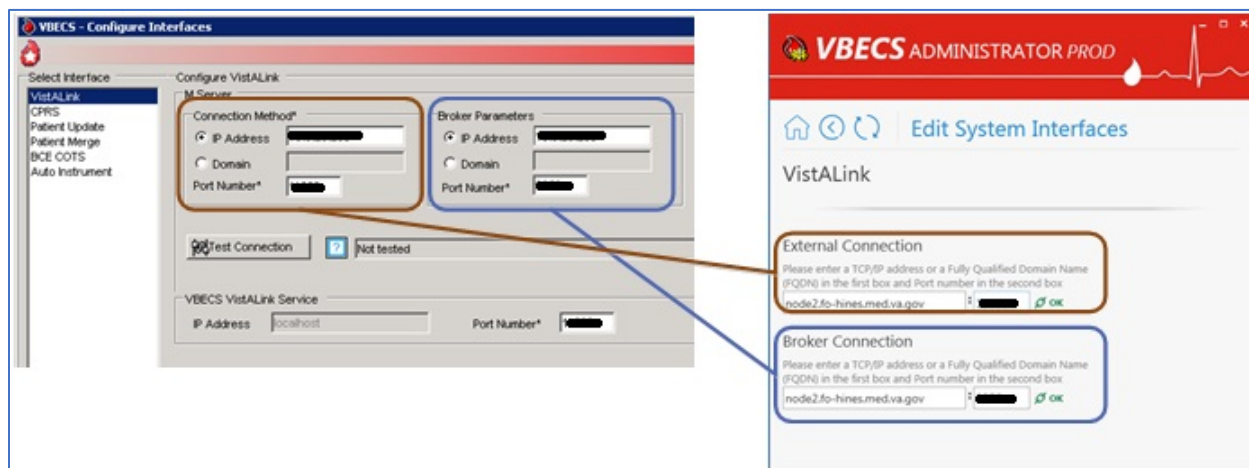 VBECS - Configure Interfaces
Select Interface
VistALink
CPRS
Patient Update
Patient Merge
BCE COTS
Auto Instrument
Configure VistALink
M Server
Connection Method*
IP Address
Domain
Port Number*
Broker Parameters
IP Address
Domain
Port Number*
Test Connection
? Not tested
VBECS VistALink Service
IP Address localhost Port Number*
VBECS ADMINISTRATOR PROD
Edit System Interfaces
VistALink
External Connection
Please enter a TCP/IP address or a Fully Qualified Domain Name
(FQDN) in the first box and Port number in the second box
node2.fo-hines.med.va.gov : OK
Broker Connection
Please enter a TCP/IP address or a Fully Qualified Domain Name
(FQDN) in the first box and Port number in the second box
node2.fo-hines.med.va.gov : OK